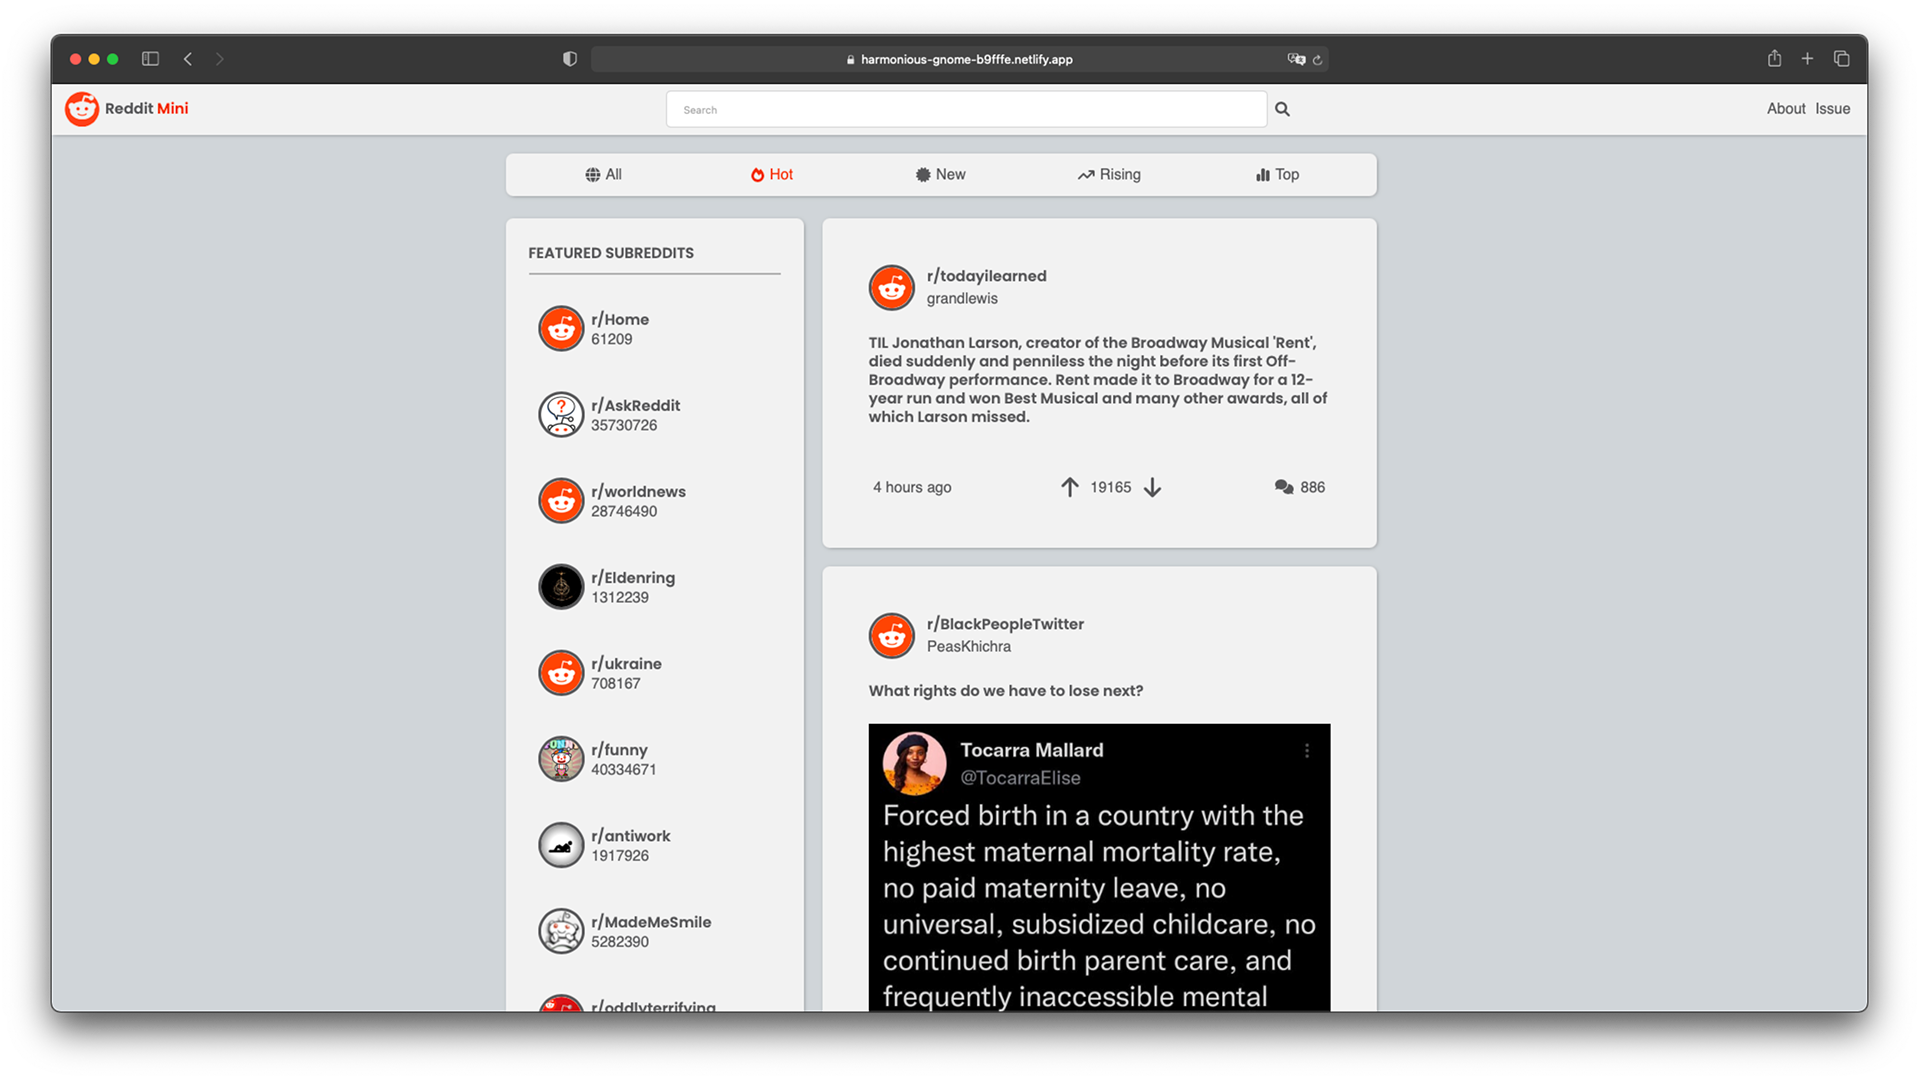 harmonious-gnome-b9fffe.netlify.app
Reddit Mini
Search
About Issue
All Hot New Rising Top
FEATURED SUBREDDITS
r/Home
61209
r/AskReddit
35730726
r/worldnews
28746490
r/Eldenring
1312239
r/ukraine
708167
r/funny
40334671
r/antiwork
1917926
r/MadeMeSmile
5282390
r/oddlyterrifying
r/todayilearned
grandlewis
TIL Jonathan Larson, creator of the Broadway Musical 'Rent',
died suddenly and penniless the night before its first Off-
Broadway performance. Rent made it to Broadway for a 12-
year run and won Best Musical and many other awards, all of
which Larson missed.
4 hours ago 19165 886
r/BlackPeopleTwitter
PeasKhichra
What rights do we have to lose next?
Tocarra Mallard
@TocarraElise
Forced birth in a country with the
highest maternal mortality rate,
no paid maternity leave, no
universal, subsidized childcare, no
continued birth parent care, and
frequently inaccessible mental